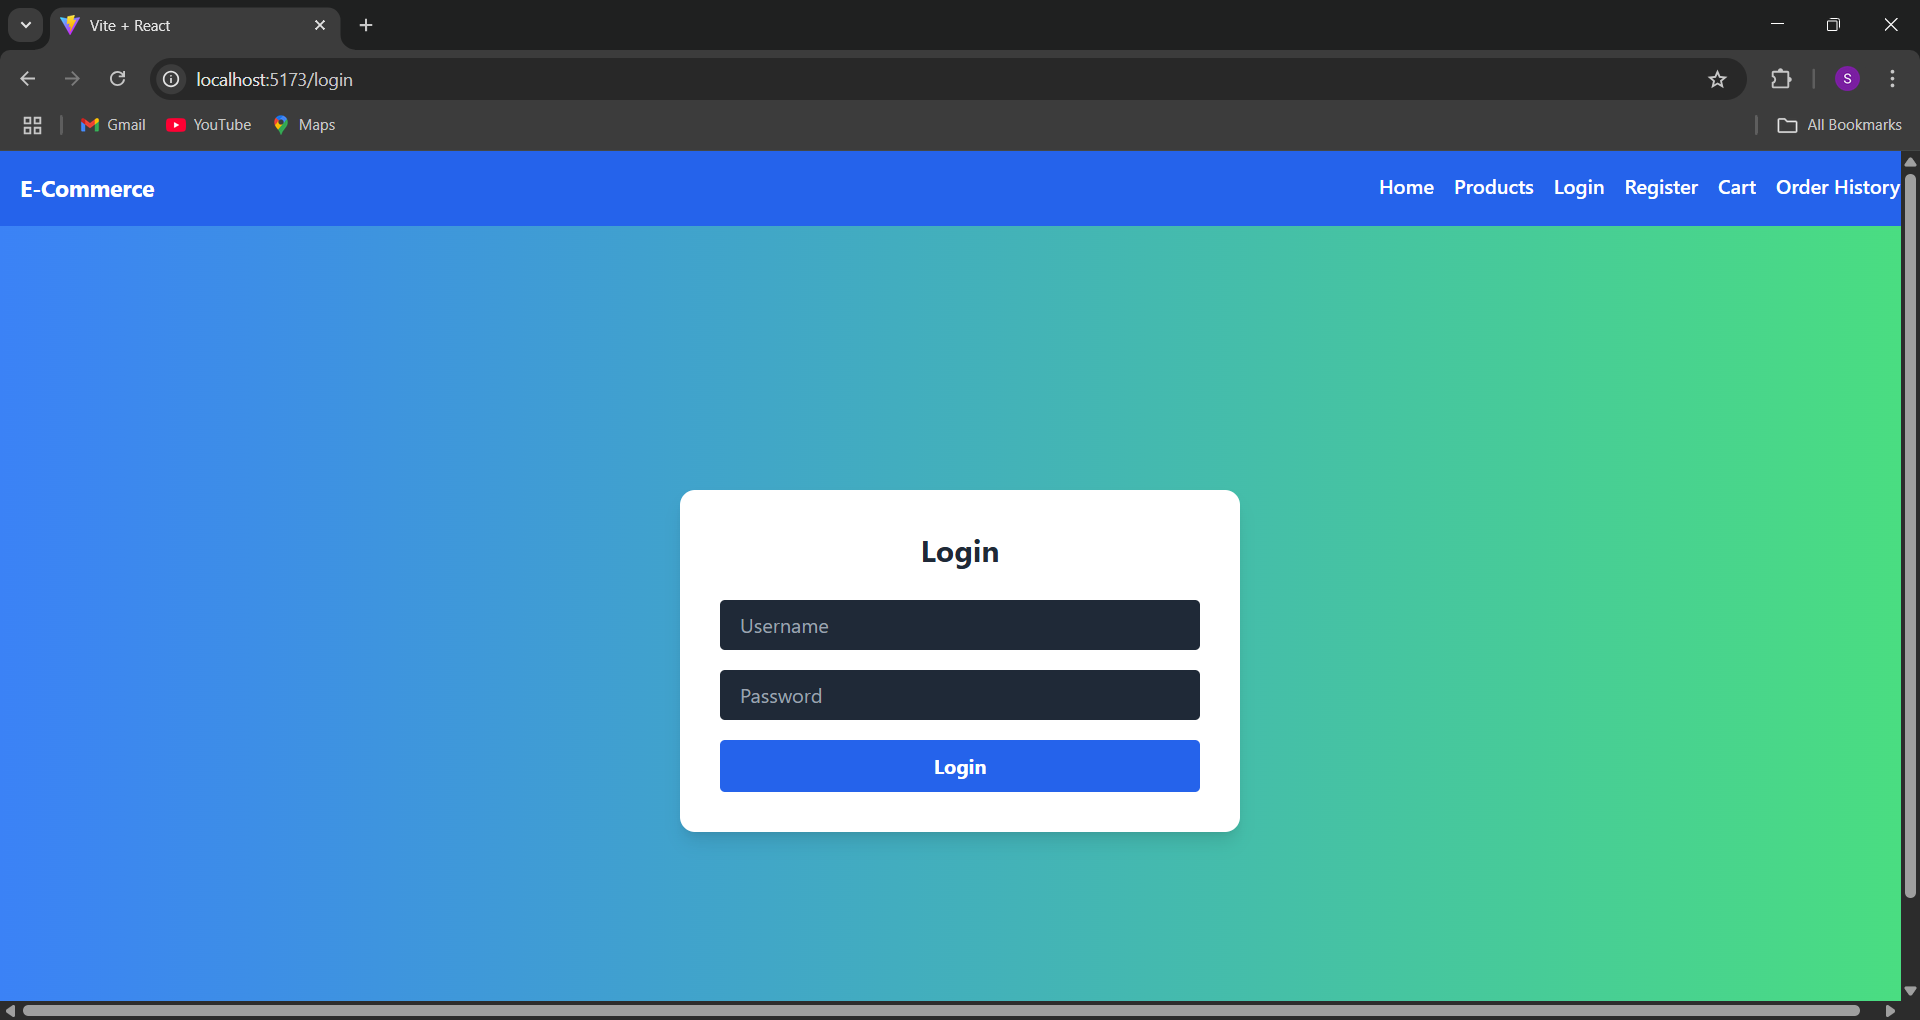 Vite + React
localhost:5173/login
S
Gmail YouTube Maps All Bookmarks
E-Commerce Home Products Login Register Cart Order History
Login
Username
Password
Login